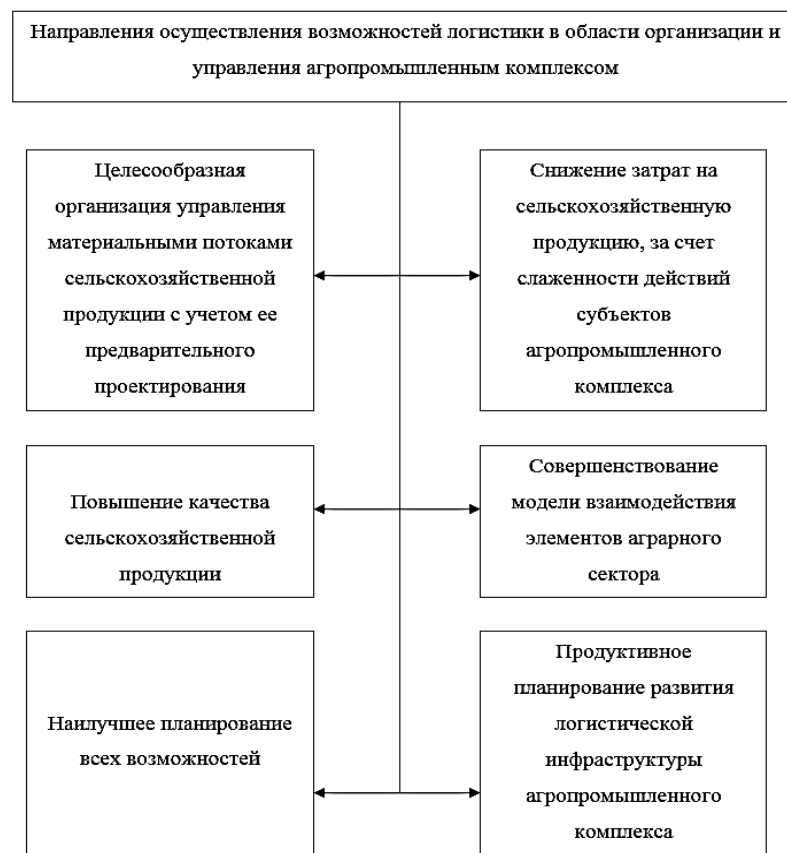 Направления осуществления возможностей логистики в области организации и
управления агропромышленным комплексом
Целесообразная
организация управления
материальными потоками
сельскохозяйственной
продукции с учетом ее
предварительного
проектирования
Снижение затрат на
сельскохозяйственную
продукцию, за счет
слаженности действий
субъектов
агропромышленного
комплекса
Повышение качества
сельскохозяйственной
продукции
Совершенствование
модели взаимодействия
элементов аграрного
сектора
Наилучшее планирование
всех возможностей
Продуктивное
планирование развития
логистической
инфраструктуры
агропромышленного
комплекса